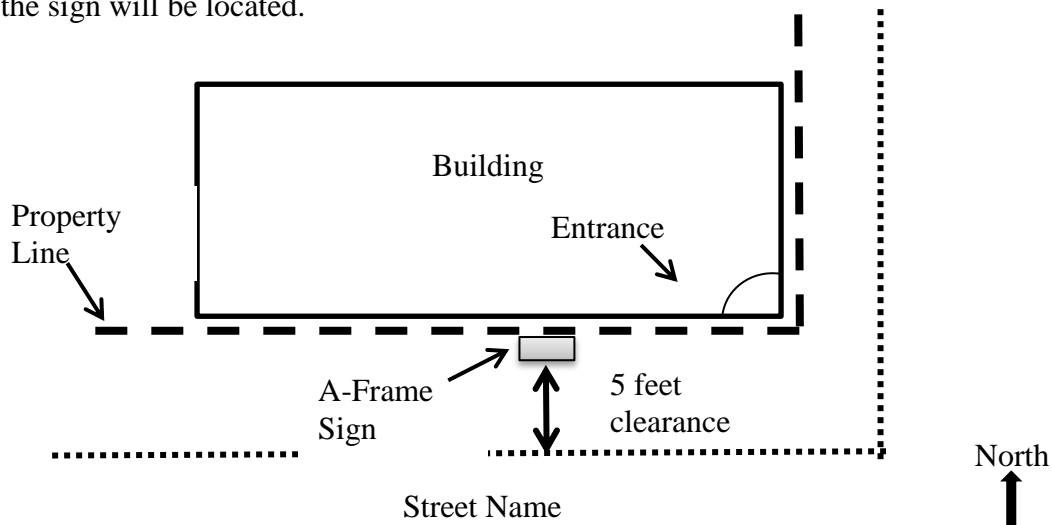 the sign will be located.
Building
Property
Line
Entrance
A-Frame
Sign
5 feet
clearance
North
Street Name